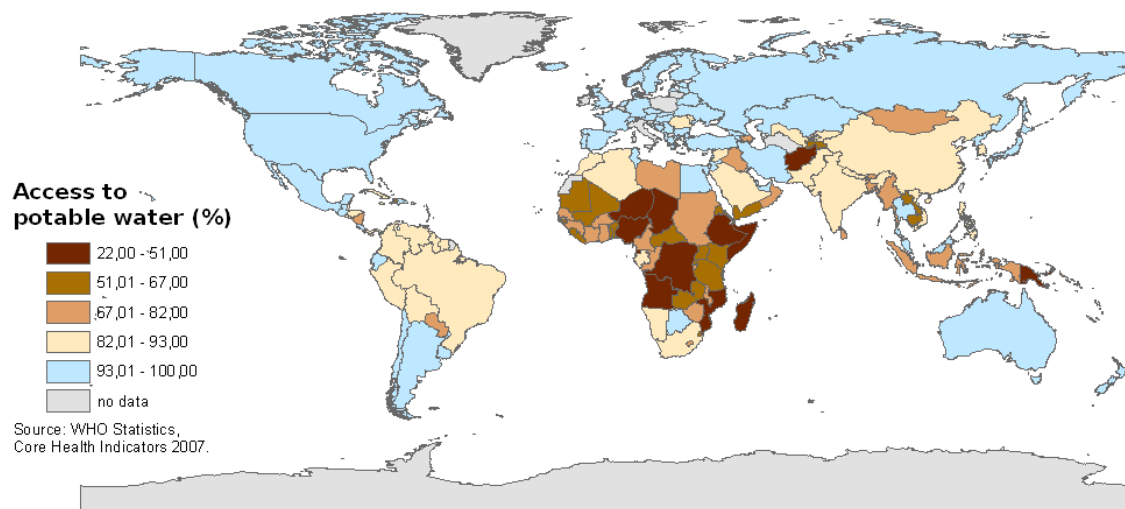 Access to
potable water (%)
22,00 - 51,00
51,01 - 67,00
67,01 - 82,00
82,01 - 93,00
93,01 - 100,00
no data
Source: WHO Statistics,
Core Health Indicators 2007.